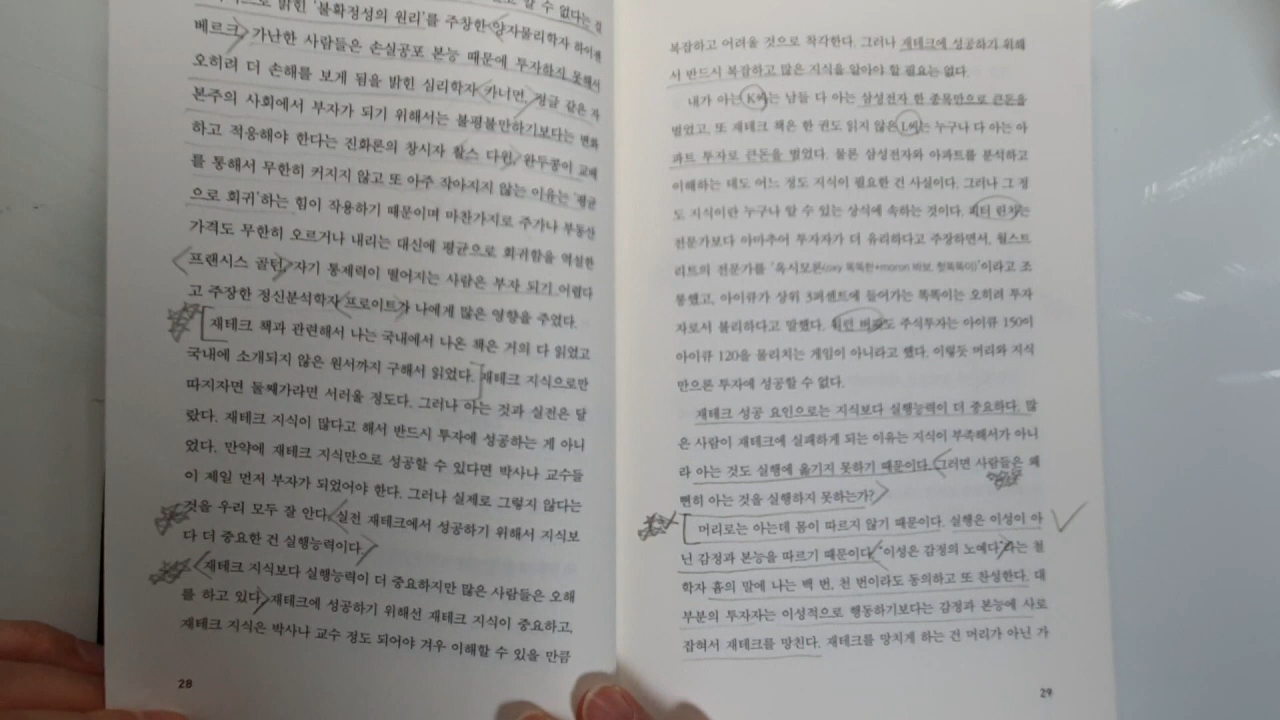 할 수 없다는 점
으로 밝힌 '불확정성의 원리'를 주창한 양자물리학자 하이젠
베르크, 가난한 사람들은 손실공포 본능 때문에 투자하지 못해서
오히려 더 손해를 보게 됨을 밝힌 심리학자 카너먼, 정글 같은 자
본주의 사회에서 부자가 되기 위해서는 불평불만하기보다는 변화
하고 적응해야 한다는 진화론의 창시자 찰스 다윈, 완두콩이 교배
를 통해서 무한히 커지지 않고 또 아주 작아지지 않는 이유는 '평균
으로 회귀'하는 힘이 작용하기 때문이며 마찬가지로 주가나 부동산
가격도 무한히 오르거나 내리는 대신에 평균으로 회귀함을 역설한
프랜시스 골턴, 자기 통제력이 떨어지는 사람은 부자 되기 어렵다
고 주장한 정신분석학자 프로이트가 나에게 많은 영향을 주었다.
재테크 책과 관련해서 나는 국내에서 나온 책은 거의 다 읽었고
국내에 소개되지 않은 원서까지 구해서 읽었다. 재테크 지식으로만
따지자면 둘째가라면 서러울 정도다. 그러나 아는 것과 실전은 달
랐다. 재테크 지식이 많다고 해서 반드시 투자에 성공하는 게 아니
었다. 만약에 재테크 지식만으로 성공할 수 있다면 박사나 교수들
이 제일 먼저 부자가 되었어야 한다. 그러나 실제로 그렇지 않다는
것을 우리 모두 잘 안다. 실전 재테크에서 성공하기 위해서 지식보
다 더 중요한 건 실행능력이다.
재테크 지식보다 실행능력이 더 중요하지만 많은 사람들은 오해
를 하고 있다. 재테크에 성공하기 위해선 재테크 지식이 중요하고,
재테크 지식은 박사나 교수 정도 되어야 겨우 이해할 수 있을 만큼
28
복잡하고 어려울 것으로 착각한다. 그러나 재테크에 성공하기 위해
서 반드시 복잡하고 많은 지식을 알아야 할 필요는 없다.
내가 아는 K씨는 남들 다 아는 삼성전자 한 종목만으로 큰돈을
벌었고, 또 재테크 책은 한 권도 읽지 않은 L씨는 누구나 다 아는 아
파트 투자로 큰돈을 벌었다. 물론 삼성전자와 아파트를 분석하고
이해하는 데도 어느 정도 지식이 필요한 건 사실이다. 그러나 그 정
도 지식이란 누구나 알 수 있는 상식에 속하는 것이다. 피터 린치는
전문가보다 아마추어 투자자가 더 유리하다고 주장하면서, 월스트
리트의 전문가를 '옥시모론(oxy 똑똑한+moron 바보, 헛똑똑이)'이라고 조
롱했고, 아이큐가 상위 3퍼센트에 들어가는 똑똑이는 오히려 투자
자로서 불리하다고 말했다. 워런 버핏도 주식투자는 아이큐 150이
아이큐 120을 물리치는 게임이 아니라고 했다. 이렇듯 머리와 지식
만으론 투자에 성공할 수 없다.
재테크 성공 요인으로는 지식보다 실행능력이 더 중요하다. 많
은 사람이 재테크에 실패하게 되는 이유는 지식이 부족해서가 아니
라 아는 것도 실행에 옮기지 못하기 때문이다. 그러면 사람들은 왜
뻔히 아는 것을 실행하지 못하는가?
머리로는 아는데 몸이 따르지 않기 때문이다. 실행은 이성이 아
닌 감정과 본능을 따르기 때문이다. '이성은 감정의 노예다'라는 철
학자 흄의 말에 나는 백 번, 천 번이라도 동의하고 또 찬성한다. 대
부분의 투자자는 이성적으로 행동하기보다는 감정과 본능에 사로
잡혀서 재테크를 망친다. 재테크를 망치게 하는 건 머리가 아닌 가
29